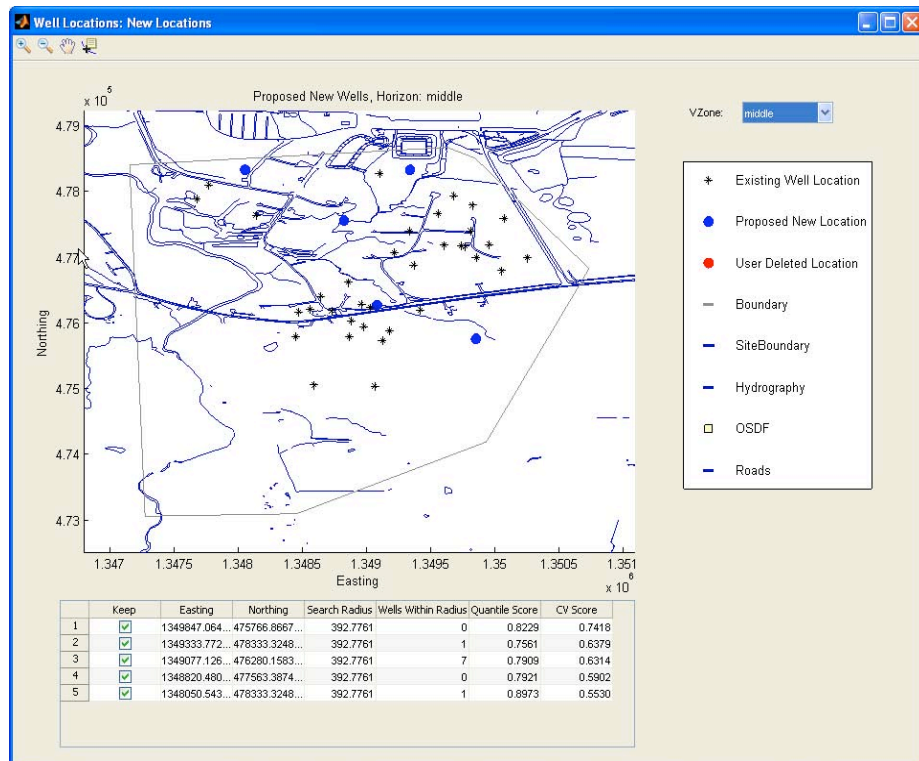 Well Locations: New Locations
x 10^5
Proposed New Wells, Horizon: middle
4.79
4.78
4.77
4.76
4.75
4.74
4.73
Northing
1.347 1.3475 1.348 1.3485 1.349 1.3495 1.35 1.3505 1.351
Easting
x 10^6
VZone: middle
Existing Well Location
Proposed New Location
User Deleted Location
Boundary
SiteBoundary
Hydrography
OSDF
Roads
Keep Easting Northing Search Radius Wells Within Radius Quantile Score CV Score
1 1349847.064... 475766.8667... 392.7761 0 0.8229 0.7418
2 1349333.772... 478333.3248... 392.7761 1 0.7561 0.6379
3 1349077.126... 476280.1583... 392.7761 7 0.7909 0.6314
4 1348820.480... 477563.3874... 392.7761 0 0.7921 0.5902
5 1348050.543... 478333.3248... 392.7761 1 0.8973 0.5530